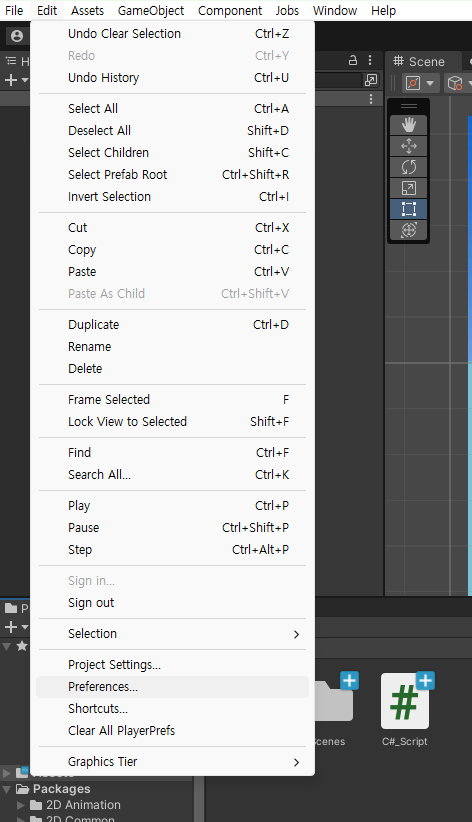 File Edit Assets GameObject Component Jobs Window Help
Undo Clear Selection Ctrl+Z
Redo Ctrl+Y
Undo History Ctrl+U
Select All Ctrl+A
Deselect All Shift+D
Select Children Shift+C
Select Prefab Root Ctrl+Shift+R
Invert Selection Ctrl+I
Cut Ctrl+X
Copy Ctrl+C
Paste Ctrl+V
Paste As Child Ctrl+Shift+V
Duplicate Ctrl+D
Rename
Delete
Frame Selected F
Lock View to Selected Shift+F
Find Ctrl+F
Search All... Ctrl+K
Play Ctrl+P
Pause Ctrl+Shift+P
Step Ctrl+Alt+P
Sign in...
Sign out
Selection
Project Settings...
Preferences...
Shortcuts...
Clear All PlayerPrefs
Graphics Tier
H
Scene
P
Scenes
C#_Script
#
Assets
Packages
2D Animation
2D Common